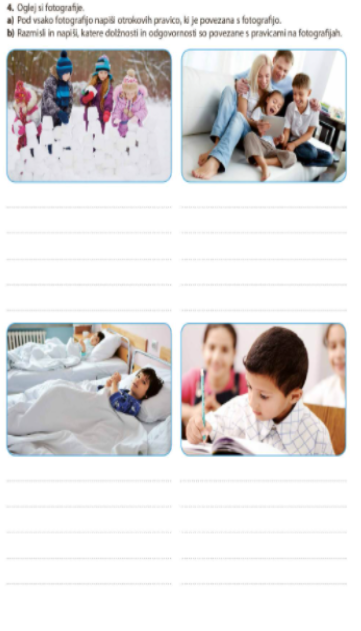 4. Oglej si fotografije.
a) Pod vsako fotografijo napiši otrokovih pravico, ki je povezana s fotografijo.
b) Razmisli in napiši, katere dolžnosti in odgovornosti so povezane s pravicami na fotografijah.